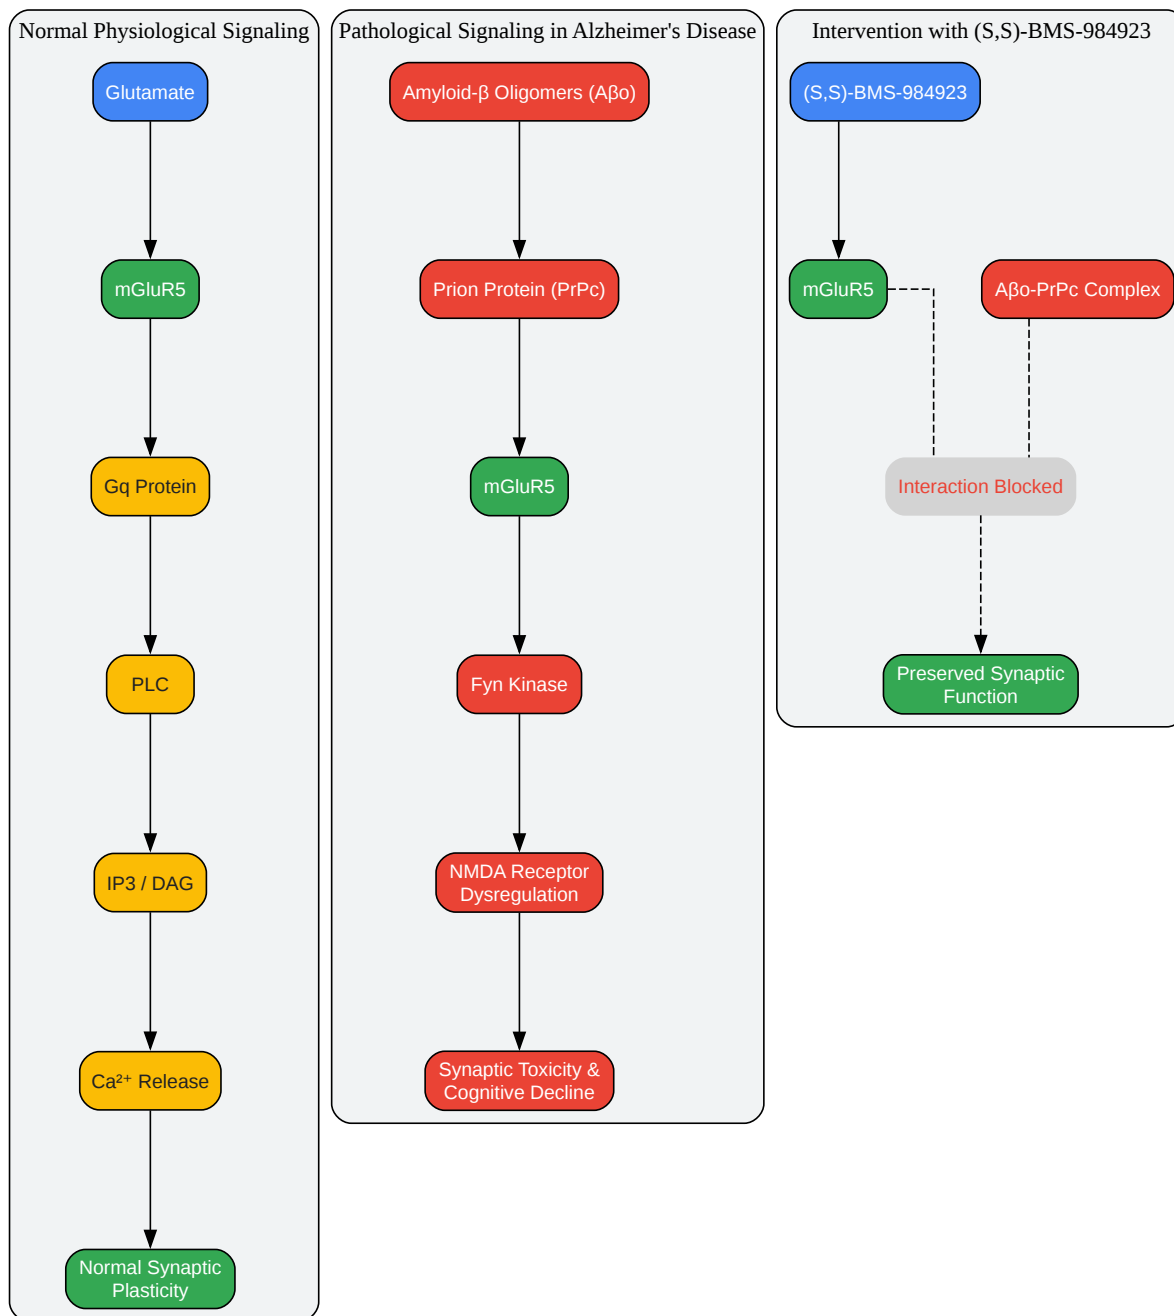 Normal Physiological Signaling
Glutamate
mGluR5
Gq Protein
PLC
IP3 / DAG
Ca²⁺ Release
Normal Synaptic
Plasticity
Pathological Signaling in Alzheimer's Disease
Amyloid-β Oligomers (Aβo)
Prion Protein (PrPc)
mGluR5
Fyn Kinase
NMDA Receptor
Dysregulation
Synaptic Toxicity &
Cognitive Decline
Intervention with (S,S)-BMS-984923
(S,S)-BMS-984923
mGluR5
Aβo-PrPc Complex
Interaction Blocked
Preserved Synaptic
Function